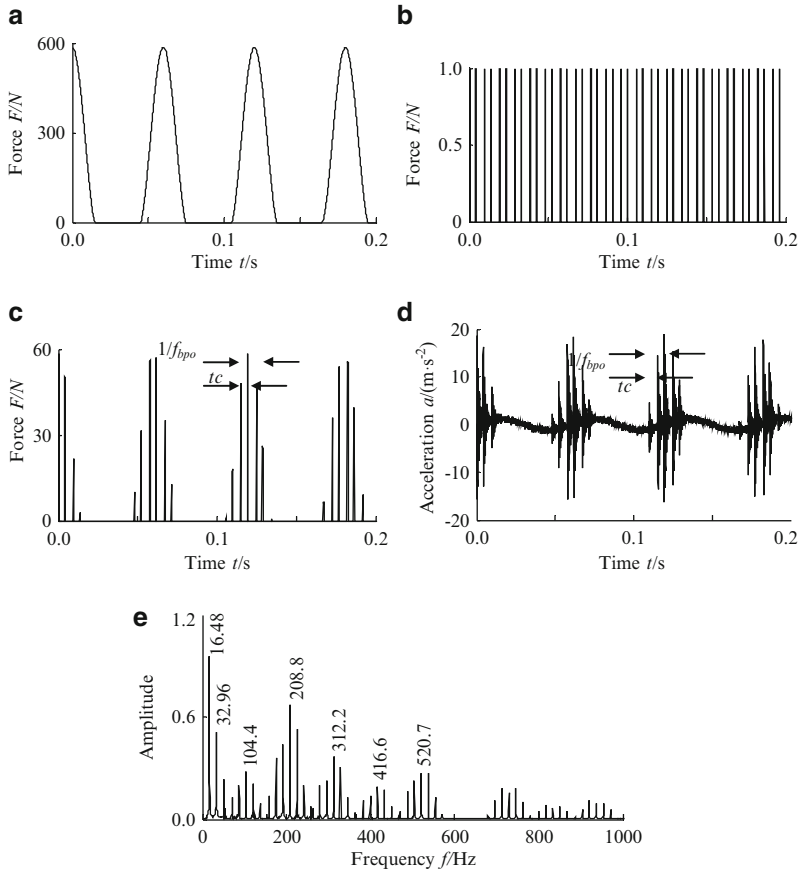 a
600
300
0
Force F/N
0.0
0.1
0.2
Time t/s
b
1.0
0.5
0
Force F/N
0.0
0.1
0.2
Time t/s
c
60
30
0
Force F/N
1/f_bpo
tc
0.0
0.1
0.2
Time t/s
d
20
10
0
-10
-20
Acceleration a/(m·s⁻²)
1/f_bpo
tc
0.0
0.1
0.2
Time t/s
e
1.2
0.6
0.0
Amplitude
16.48
32.96
104.4
208.8
312.2
416.6
520.7
0
200
400
600
800
1000
Frequency f/Hz